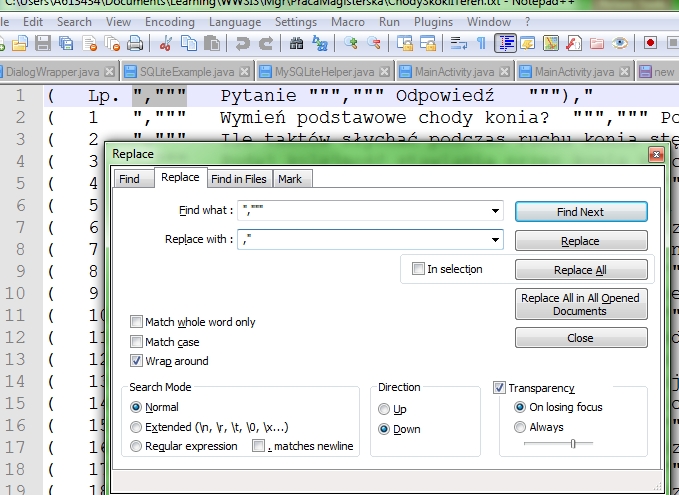 C:\Users\A613454\Documents\Learning\WWSIS\Mgr\PracaMagisterska\ChodySkokiITeren.txt - Notepad++
Edit Search View Encoding Language Settings Macro Run Plugins Window ?
DialogWrapper.java SQLiteExample.java MySQLiteHelper.java MainActivity.java MainActivity.java new
1 ( Lp. ",""" Pytanie """,""" Odpowiedź """),"
2 ( 1 ",""" Wymień podstawowe chody konia? """,""" Po
3 ( 2 ",""" Ile taktów słychać podczas ruchu konia stę
4 ( 3
5 ( 4
6 ( 5
7 ( 6
8 ( 7
9 ( 8
10 ( 9
11 ( 10
12 ( 11
13 ( 12
14 ( 13
15 ( 14
16 ( 15
17 ( 16
18 ( 17
19 ( 18
Replace
Find Replace Find in Files Mark
Find what : ",""" Find Next
Replace with : ," Replace
In selection Replace All
Replace All in All Opened Documents
Match whole word only Close
Match case
Wrap around
Search Mode Direction Transparency
Normal Up On losing focus
Extended (\n, \r, \t, \0, \x...) Down Always
Regular expression . matches newline